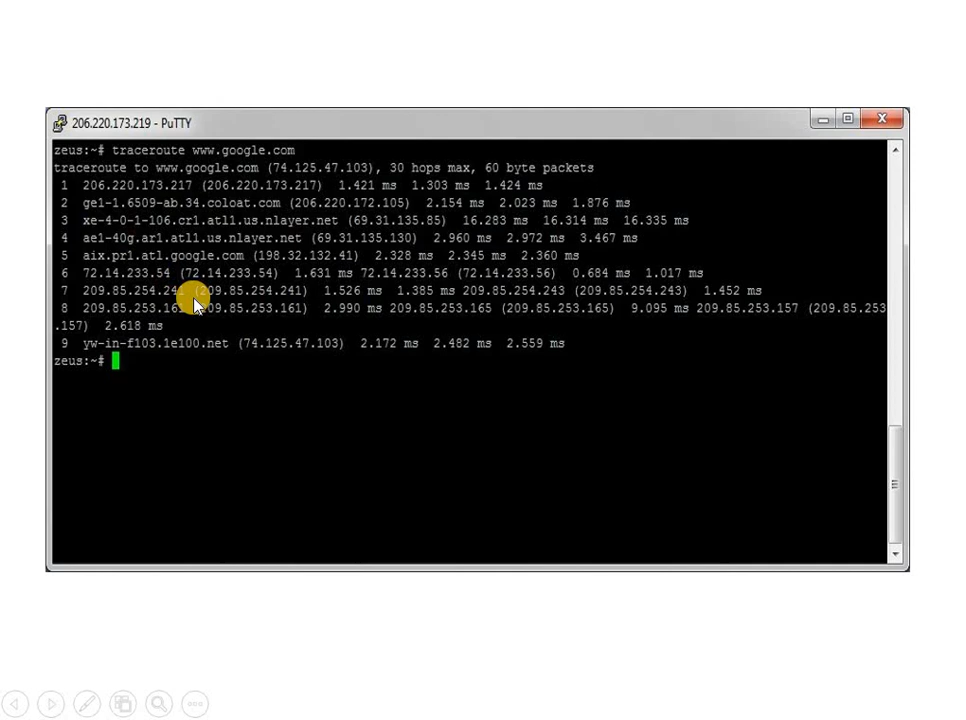 206.220.173.219 - PuTTY
zeus:~# traceroute www.google.com
traceroute to www.google.com (74.125.47.103), 30 hops max, 60 byte packets
1 206.220.173.217 (206.220.173.217) 1.421 ms 1.303 ms 1.424 ms
2 ge1-1.6509-ab.34.coloat.com (206.220.172.105) 2.154 ms 2.023 ms 1.876 ms
3 xe-4-0-1-106.cr1.atl1.us.nlayer.net (69.31.135.85) 16.283 ms 16.314 ms 16.335 ms
4 ae1-40g.ar1.atl1.us.nlayer.net (69.31.135.130) 2.960 ms 2.972 ms 3.467 ms
5 aix.pr1.atl.google.com (198.32.132.41) 2.328 ms 2.345 ms 2.360 ms
6 72.14.233.54 (72.14.233.54) 1.631 ms 72.14.233.56 (72.14.233.56) 0.684 ms 1.017 ms
7 209.85.254.241 (209.85.254.241) 1.526 ms 1.385 ms 209.85.254.243 (209.85.254.243) 1.452 ms
8 209.85.253.161 (209.85.253.161) 2.990 ms 209.85.253.165 (209.85.253.165) 9.095 ms 209.85.253.157 (209.85.253
.157) 2.618 ms
9 yw-in-f103.1e100.net (74.125.47.103) 2.172 ms 2.482 ms 2.559 ms
zeus:~#